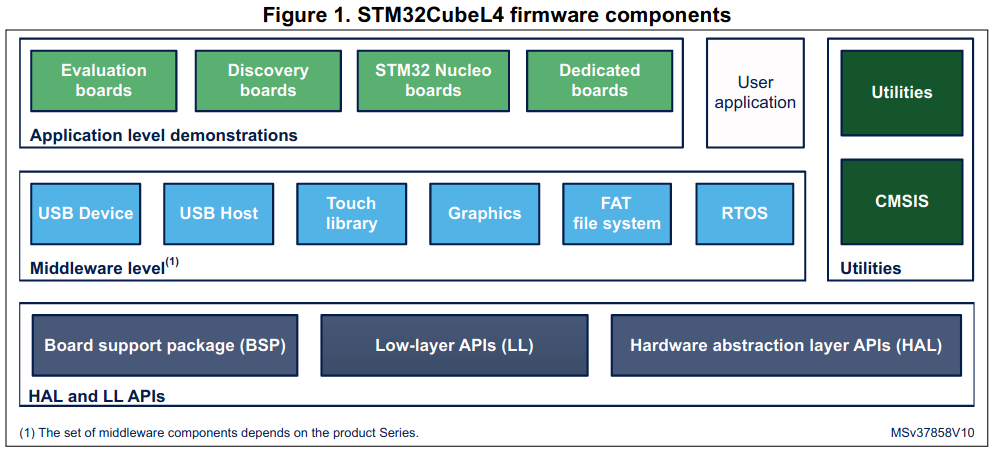 Figure 1. STM32CubeL4 firmware components
Evaluation
boards
Discovery
boards
STM32 Nucleo
boards
Dedicated
boards
Application level demonstrations
User
application
Utilities
CMSIS
Utilities
USB Device
USB Host
Touch
library
Graphics
FAT
file system
RTOS
Middleware level(1)
Board support package (BSP)
Low-layer APIs (LL)
Hardware abstraction layer APIs (HAL)
HAL and LL APIs
(1) The set of middleware components depends on the product Series.
MSv37858V10